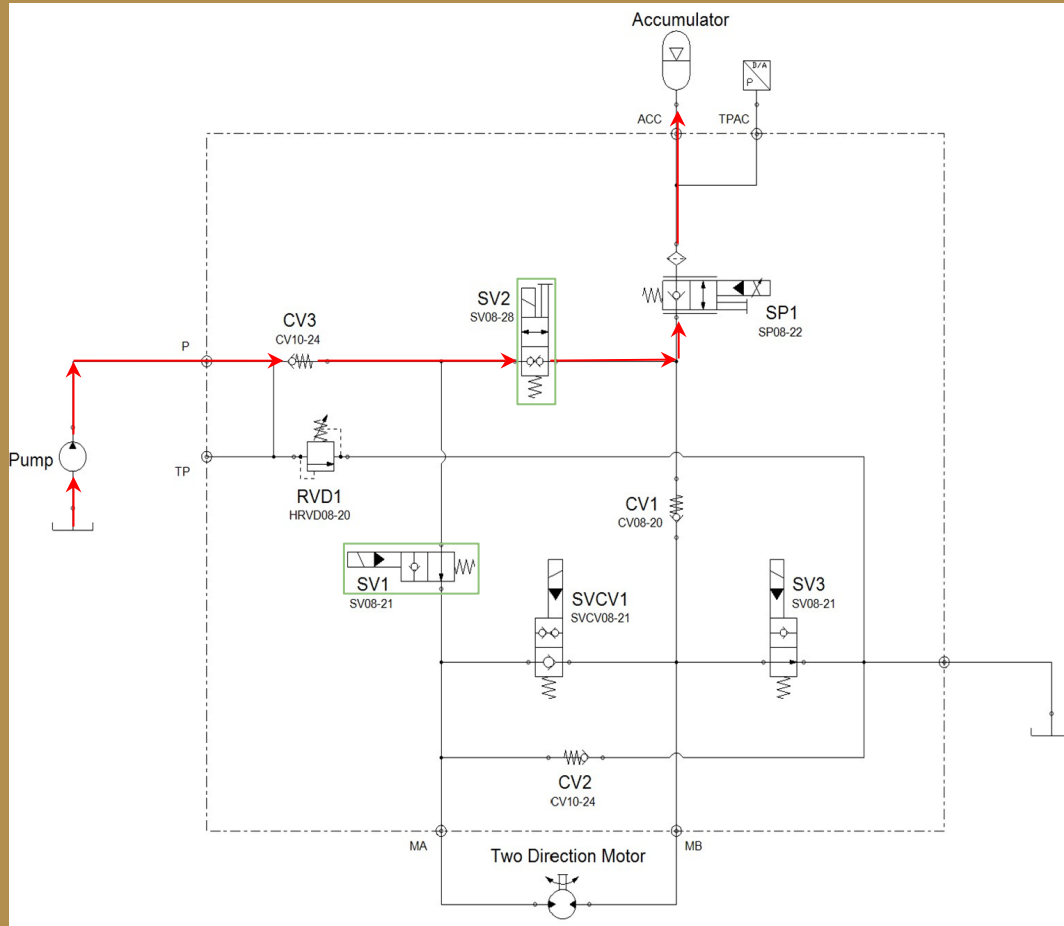 Accumulator
B/A
P
ACC
TPAC
SV2
SV08-28
SP1
SP08-22
CV3
CV10-24
P
Pump
TP
RVD1
HRVD08-20
CV1
CV08-20
SV1
SV08-21
SVCV1
SVCV08-21
SV3
SV08-21
CV2
CV10-24
MA
Two Direction Motor
MB